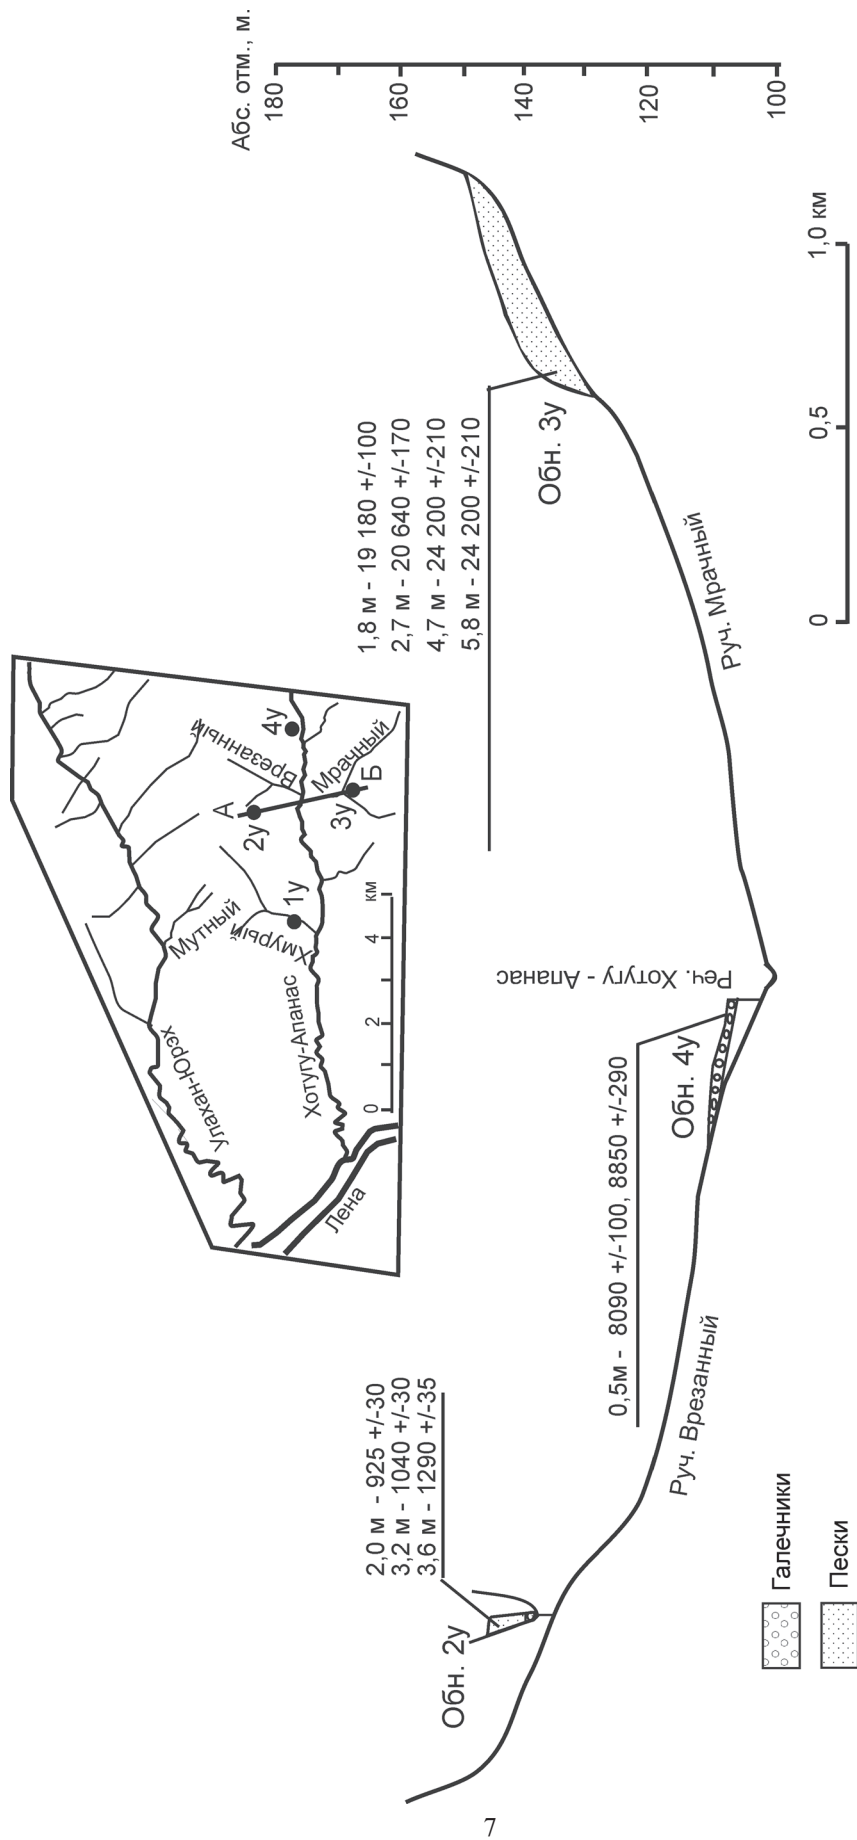 Абс. отм., м.
180
160
140
120
100
1,8 м - 19 180 +/-100
2,7 м - 20 640 +/-170
4,7 м - 24 200 +/-210
5,8 м - 24 200 +/-210
Обн. 3у
Руч. Мрачный
0
0,5
1,0 км
Улахан-Юрэх
Мутный
Хмурый
1у
Хотугу-Апанас
Лена
0
2
4
км
А
2у
Врезанный
4у
3у
Мрачный
Б
Реч. Хотугу - Апанас
0,5м - 8090 +/-100, 8850 +/-290
Обн. 4у
Руч. Врезанный
2,0 м - 925 +/-30
3,2 м - 1040 +/-30
3,6 м - 1290 +/-35
Обн. 2у
Галечники
Пески
7